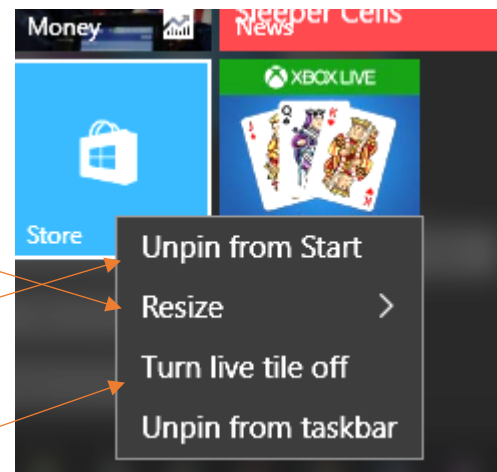 Money
Sleeper Cells
News
XBOX LIVE
Store
Unpin from Start
Resize
Turn live tile off
Unpin from taskbar